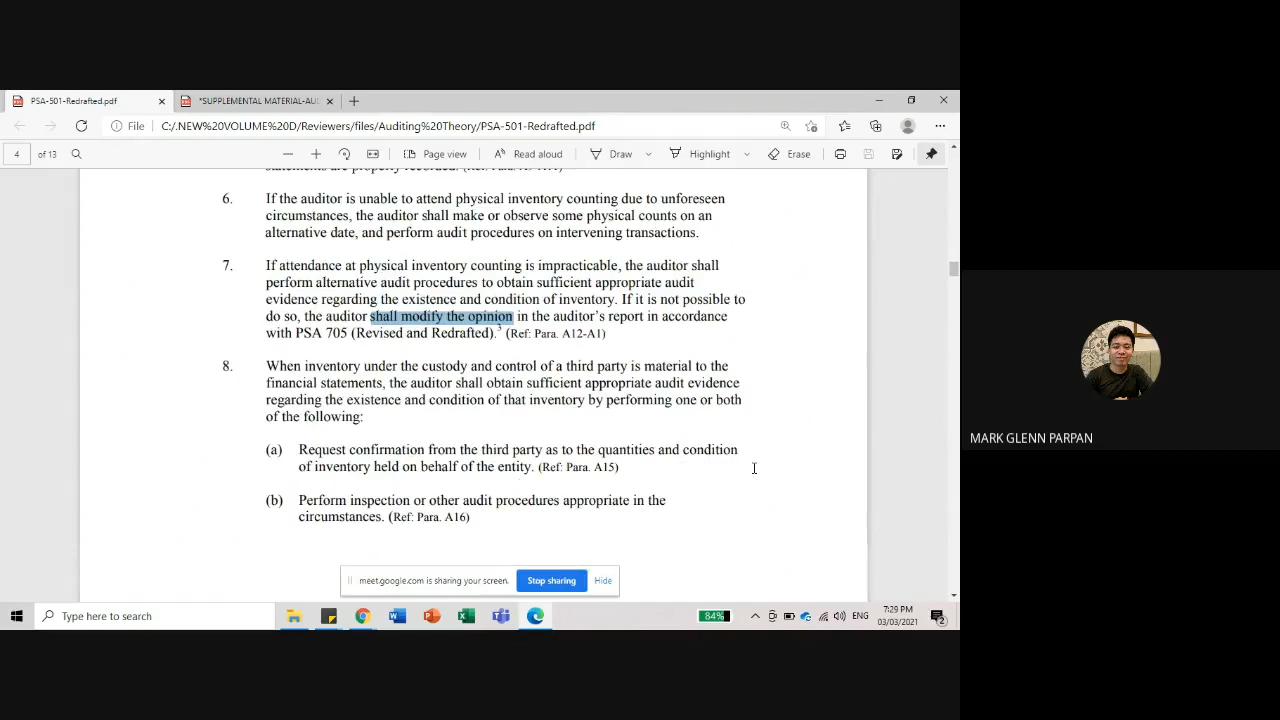 PSA-501-Redrafted.pdf
*SUPPLEMENTAL MATERIAL-AU
File C:/.NEW%20VOLUME%20D/Reviewers/files/Auditing%20Theory/PSA-501-Redrafted.pdf
4 of 13 Page view Read aloud Draw Highlight Erase
6. If the auditor is unable to attend physical inventory counting due to unforeseen
circumstances, the auditor shall make or observe some physical counts on an
alternative date, and perform audit procedures on intervening transactions.
7. If attendance at physical inventory counting is impracticable, the auditor shall
perform alternative audit procedures to obtain sufficient appropriate audit
evidence regarding the existence and condition of inventory. If it is not possible to
do so, the auditor shall modify the opinion in the auditor's report in accordance
with PSA 705 (Revised and Redrafted).3 (Ref: Para. A12-A1)
8. When inventory under the custody and control of a third party is material to the
financial statements, the auditor shall obtain sufficient appropriate audit evidence
regarding the existence and condition of that inventory by performing one or both
of the following:
(a) Request confirmation from the third party as to the quantities and condition
of inventory held on behalf of the entity. (Ref: Para. A15)
(b) Perform inspection or other audit procedures appropriate in the
circumstances. (Ref: Para. A16)
meet.google.com is sharing your screen. Stop sharing Hide
Type here to search
84%
ENG
7:29 PM
03/03/2021
2
MARK GLENN PARPAN